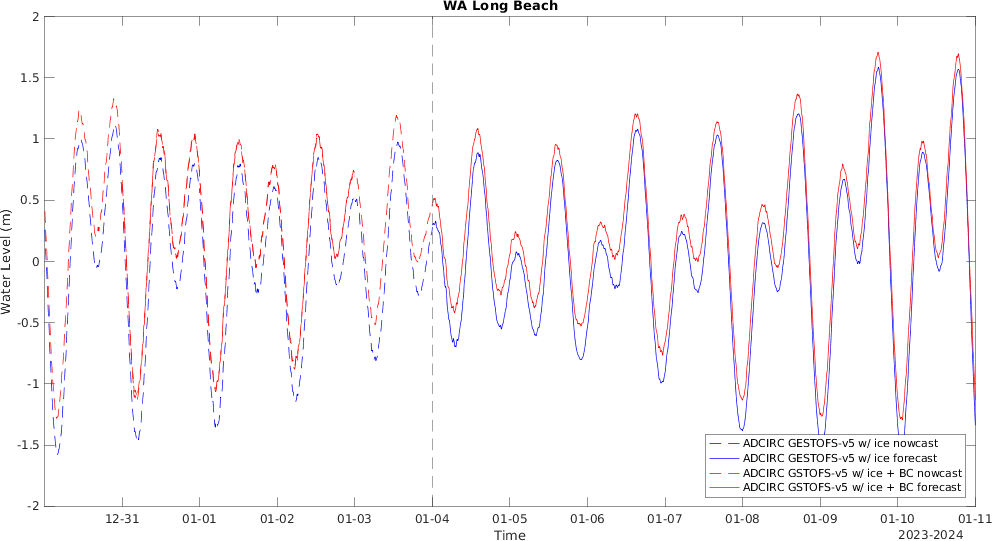 WA Long Beach
2
1.5
1
0.5
0
-0.5
-1
-1.5
-2
Water Level (m)
12-31 01-01 01-02 01-03 01-04 01-05 01-06 01-07 01-08 01-09 01-10 01-11
Time
2023-2024
ADCIRC GESTOFS-v5 w/ ice nowcast
ADCIRC GESTOFS-v5 w/ ice forecast
ADCIRC GSTOFS-v5 w/ ice + BC nowcast
ADCIRC GSTOFS-v5 w/ ice + BC forecast